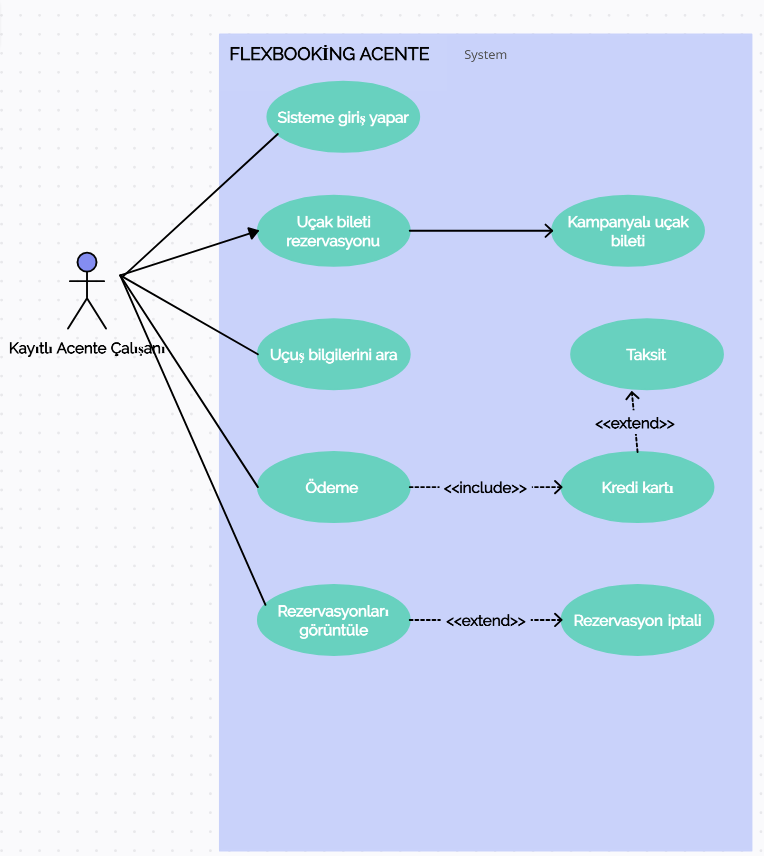 FLEXBOOKİNG ACENTE
System
Sisteme giriş yapar
Uçak bileti
rezervasyonu
Kampanyalı uçak
bileti
Kayıtlı Acente Çalışanı
Uçuş bilgilerini ara
Taksit
<<extend>>
Ödeme
<<include>>
Kredi kartı
Rezervasyonları
görüntüle
<<extend>>
Rezervasyon iptali